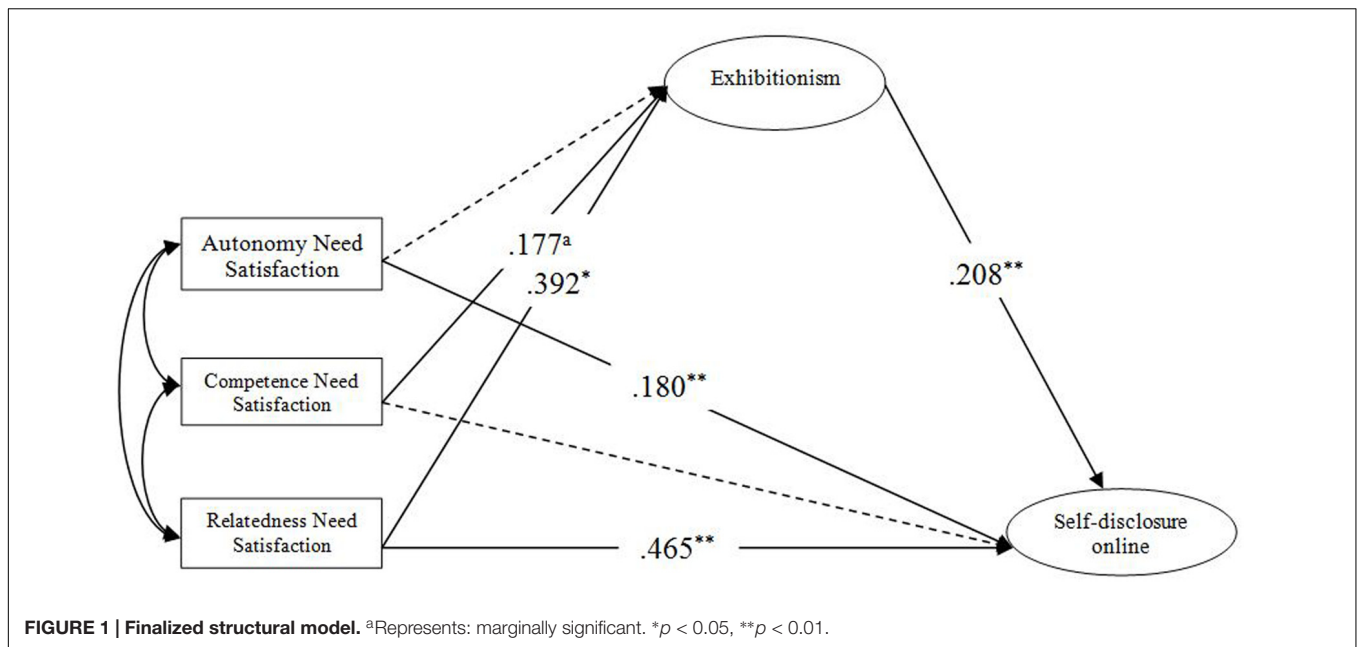 Exhibitionism
Autonomy Need
Satisfaction
.177ᵃ
.392*
.208**
Competence Need
Satisfaction
.180**
Relatedness Need
Satisfaction
.465**
Self-disclosure
online
FIGURE 1 | Finalized structural model. ᵃRepresents: marginally significant. *p < 0.05, **p < 0.01.